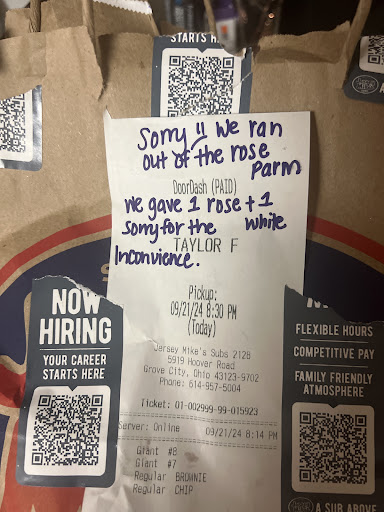 STARTS H
Sorry !! We ran
out of the rose
parm
DoorDash (PAID)
We gave 1 rose + 1
white
sorry for the
TAYLOR F
Inconvience.
Pickup:
09/21/24 8:30 PM
(Today)
Jersey Mike's Subs 2128
5919 Hoover Road
Grove City, Ohio 43123-9702
Phone: 614-957-5004
Ticket: 01-002999-99-015923
Server: Online 09/21/24 8:14 PM
Giant #8
Giant #7
Regular BROWNIE
Regular CHIP
NOW
HIRING
YOUR CAREER
STARTS HERE
FLEXIBLE HOURS
COMPETITIVE PAY
FAMILY FRIENDLY
ATMOSPHERE
A SUB ABOVE